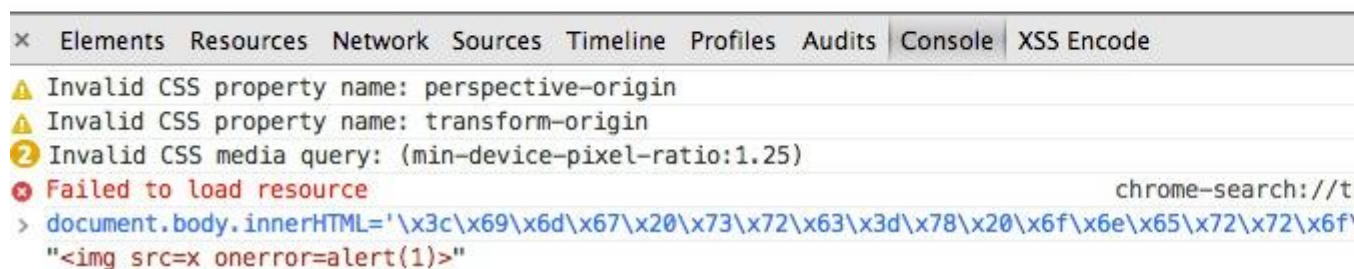 × Elements Resources Network Sources Timeline Profiles Audits Console XSS Encode
Invalid CSS property name: perspective-origin
Invalid CSS property name: transform-origin
2 Invalid CSS media query: (min-device-pixel-ratio:1.25)
Failed to load resource chrome-search://t
> document.body.innerHTML='\x3c\x69\x6d\x67\x20\x73\x72\x63\x3d\x78\x20\x6f\x6e\x65\x72\x72\x6f\
"<img src=x onerror=alert(1)>"